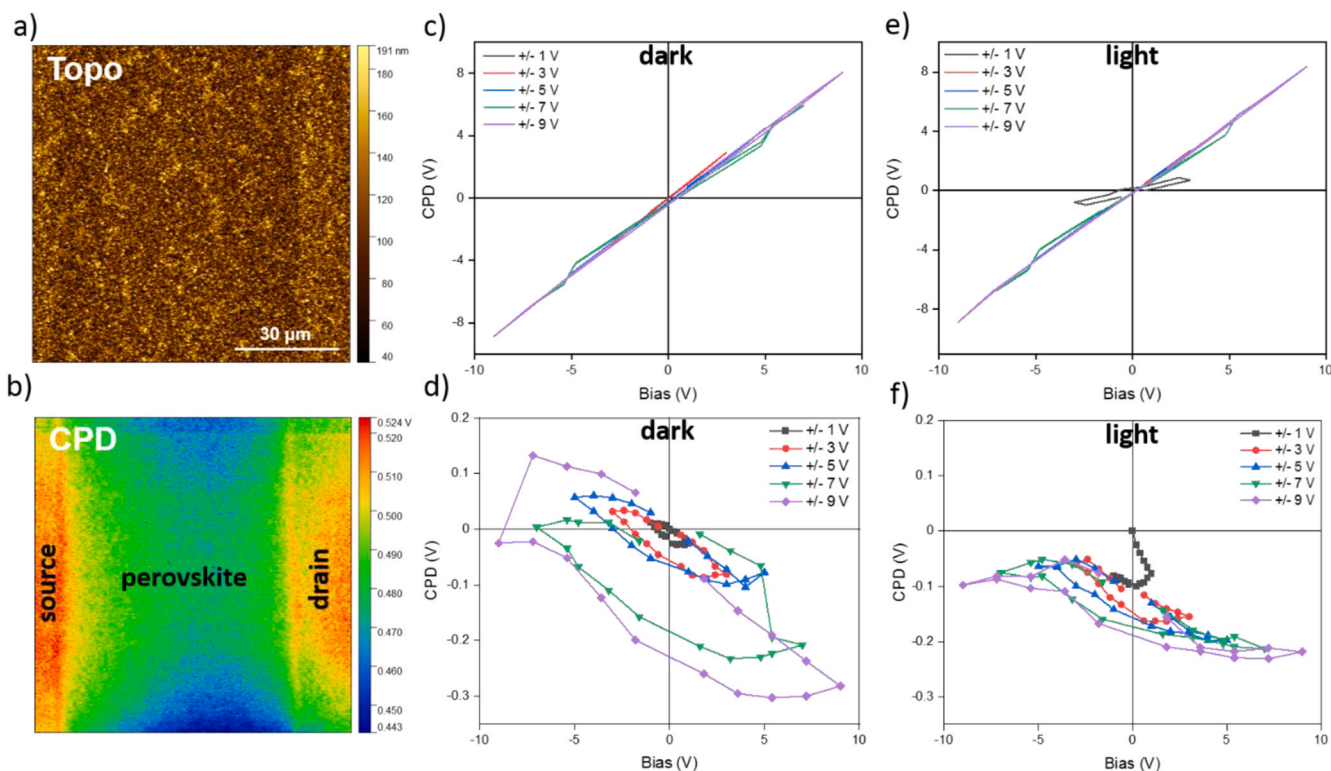 a)
Topo
30 μm
191 nm
180
160
140
120
100
80
60
40
b)
CPD
source
perovskite
drain
0.524 V
0.520
0.510
0.500
0.490
0.480
0.470
0.460
0.450
0.443
c)
dark
+/- 1 V
+/- 3 V
+/- 5 V
+/- 7 V
+/- 9 V
CPD (V)
8
4
0
-4
-8
-10
-5
0
5
10
Bias (V)
d)
dark
+/- 1 V
+/- 3 V
+/- 5 V
+/- 7 V
+/- 9 V
CPD (V)
0.2
0.1
0
-0.1
-0.2
-0.3
-10
-5
0
5
10
Bias (V)
e)
light
+/- 1 V
+/- 3 V
+/- 5 V
+/- 7 V
+/- 9 V
CPD (V)
8
4
0
-4
-8
-10
-5
0
5
10
Bias (V)
f)
light
+/- 1 V
+/- 3 V
+/- 5 V
+/- 7 V
+/- 9 V
CPD (V)
0.2
0.1
0
-0.1
-0.2
-0.3
-10
-5
0
5
10
Bias (V)